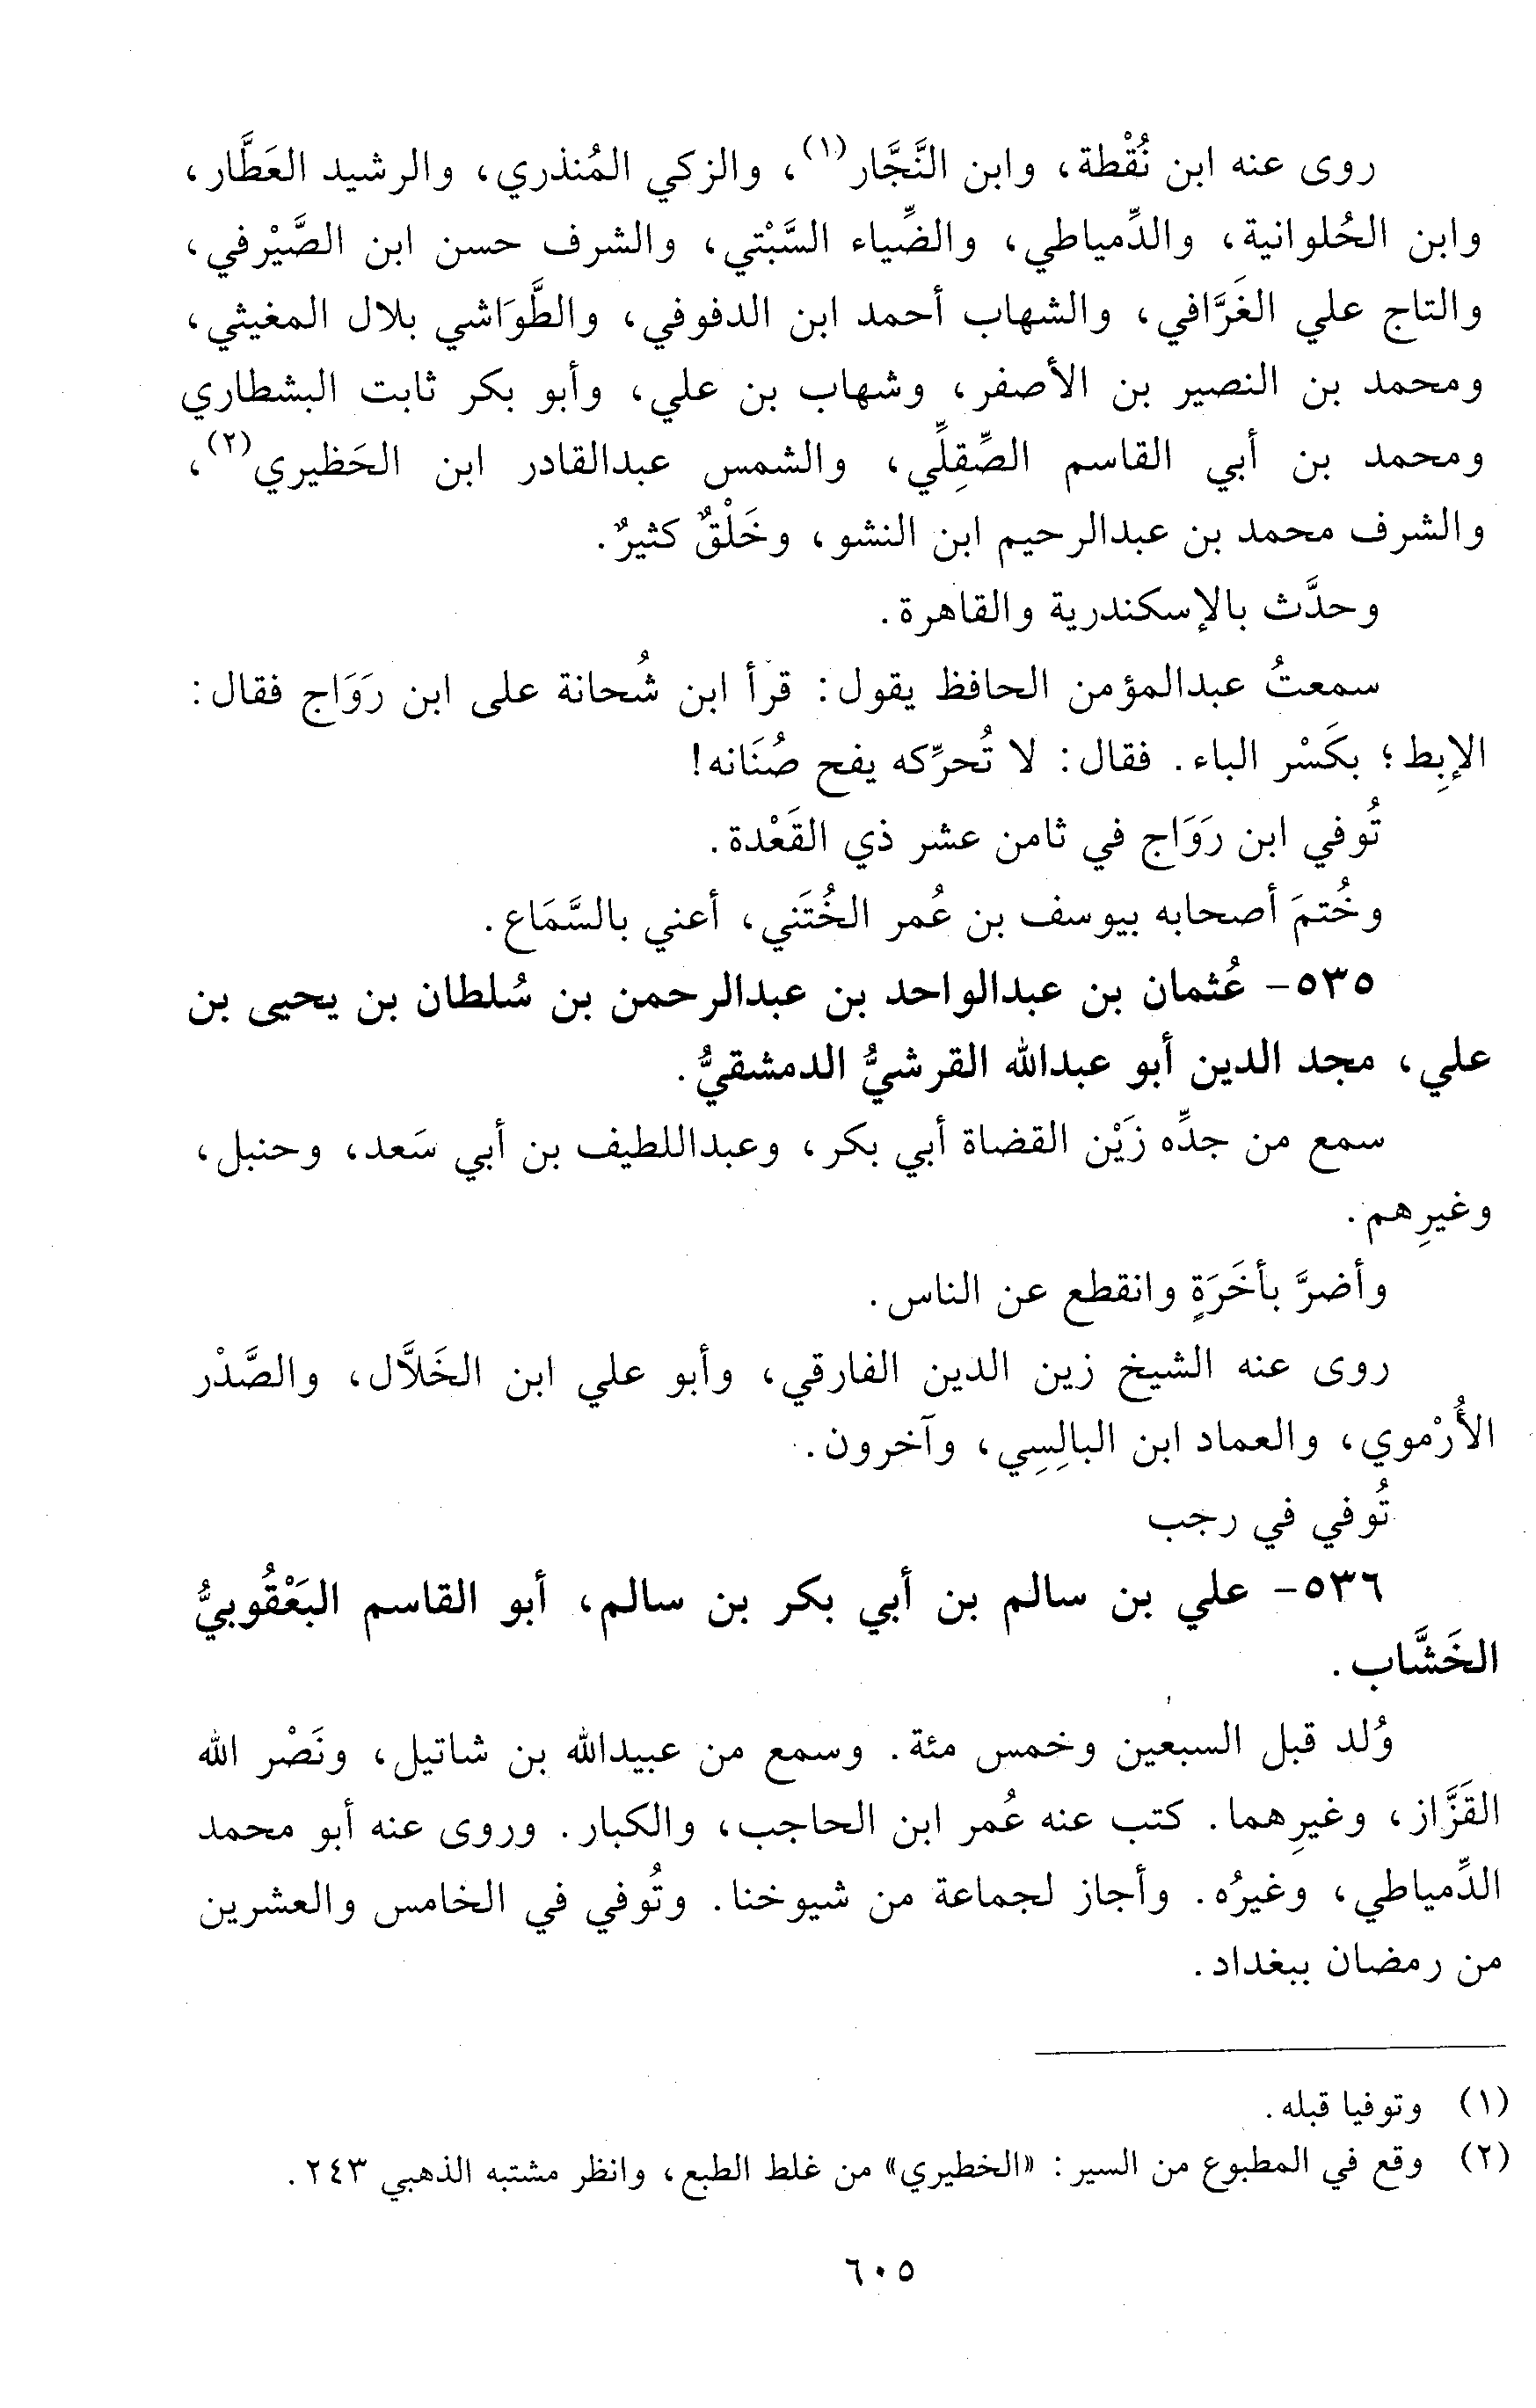 روى عنه ابن نُقْطة، وابن النَّجَّار(١)، والزكي المُنذري، والرشيد العَطَّار،
وابن الحُلوانية، والدِّمياطي، والضِّياء السَّبْتي، والشرف حسن ابن الصَّيْرفي،
والتاج علي الغَرَّافي، والشهاب أحمد ابن الدفوفي، والطَّوَاشي بلال المغيثي،
ومحمد بن النصير بن الأصفر، وشهاب بن علي، وأبو بكر ثابت البشطاري
ومحمد بن أبي القاسم الصِّقِلِّي، والشمس عبدالقادر ابن الحَظيري(٢)،
والشرف محمد بن عبدالرحيم ابن النشو، وخَلْقٌ كثيرٌ.
وحدَّث بالإسكندرية والقاهرة.
سمعتُ عبدالمؤمن الحافظ يقول: قرأ ابن شُحانة على ابن رَوَاج فقال:
الإبِط؛ بكَسْر الباء. فقال: لا تُحرِّكه يفح صُنَانه!
تُوفي ابن رَوَاج في ثامن عشر ذي القَعْدة.
وخُتمَ أصحابه بيوسف بن عُمر الخُتَني، أعني بالسَّمَاع.
٥٣٥- عُثمان بن عبدالواحد بن عبدالرحمن بن سُلطان بن يحيى بن
علي، مجد الدين أبو عبدالله القرشيُّ الدمشقيُّ.
سمع من جدِّه زَيْن القضاة أبي بكر، وعبداللطيف بن أبي سَعد، وحنبل،
وغيرِهم.
وأضرَّ بأخَرَةٍ وانقطع عن الناس.
روى عنه الشيخ زين الدين الفارقي، وأبو علي ابن الخَلاَّل، والصَّدْر
الأُرْموي، والعماد ابن البالِسِي، وآخرون.
تُوفي في رجب
٥٣٦- علي بن سالم بن أبي بكر بن سالم، أبو القاسم البَعْقُوبيُّ
الخَشَّاب.
وُلد قبل السبعين وخمس مئة. وسمع من عبيدالله بن شاتيل، ونَصْر الله
القَزَّاز، وغيرِهما. كتب عنه عُمر ابن الحاجب، والكبار. وروى عنه أبو محمد
الدِّمياطي، وغيرُه. وأجاز لجماعة من شيوخنا. وتُوفي في الخامس والعشرين
من رمضان ببغداد.
(١) وتوفيا قبله.
(٢) وقع في المطبوع من السير: «الخطيري» من غلط الطبع، وانظر مشتبه الذهبي ٢٤٣.
٦٠٥